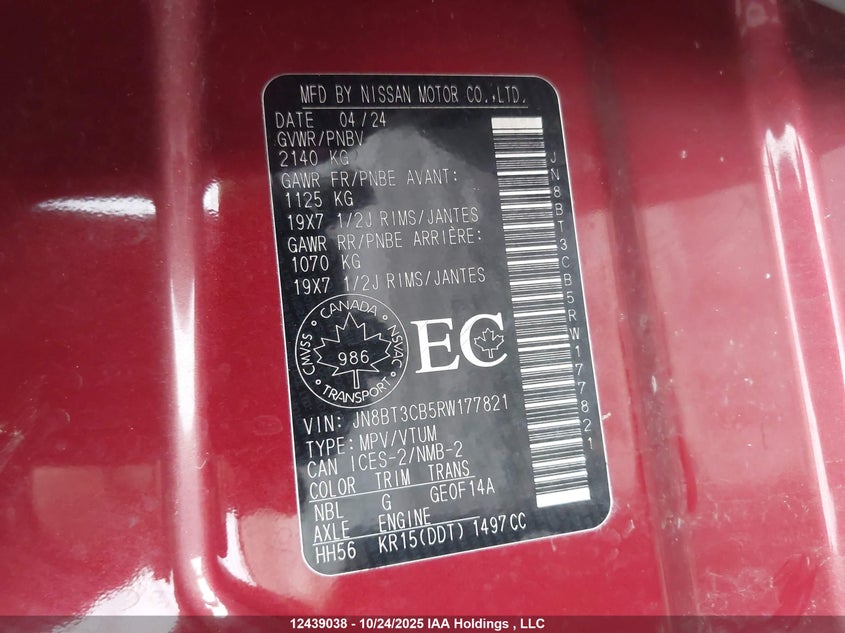 MFD BY NISSAN MOTOR CO.,LTD.
DATE 04/24
GVWR/PNBV
2140 KG
GAWR FR/PNBE AVANT:
1125 KG
19X7 1/2J RIMS/JANTES
GAWR RR/PNBE ARRIÈRE:
1070 KG
19X7 1/2J RIMS/JANTES
CANADA
CMVSS
NSVAC
986
TRANSPORT
EC
VIN: JN8BT3CB5RW177821
TYPE: MPV/VTUM
CAN ICES-2/NMB-2
COLOR TRIM TRANS
NBL G GE0F14A
AXLE ENGINE
HH56 KR15(DDT) 1497CC
JN8BT3CB5RW177821
12439038 - 10/24/2025 IAA Holdings , LLC